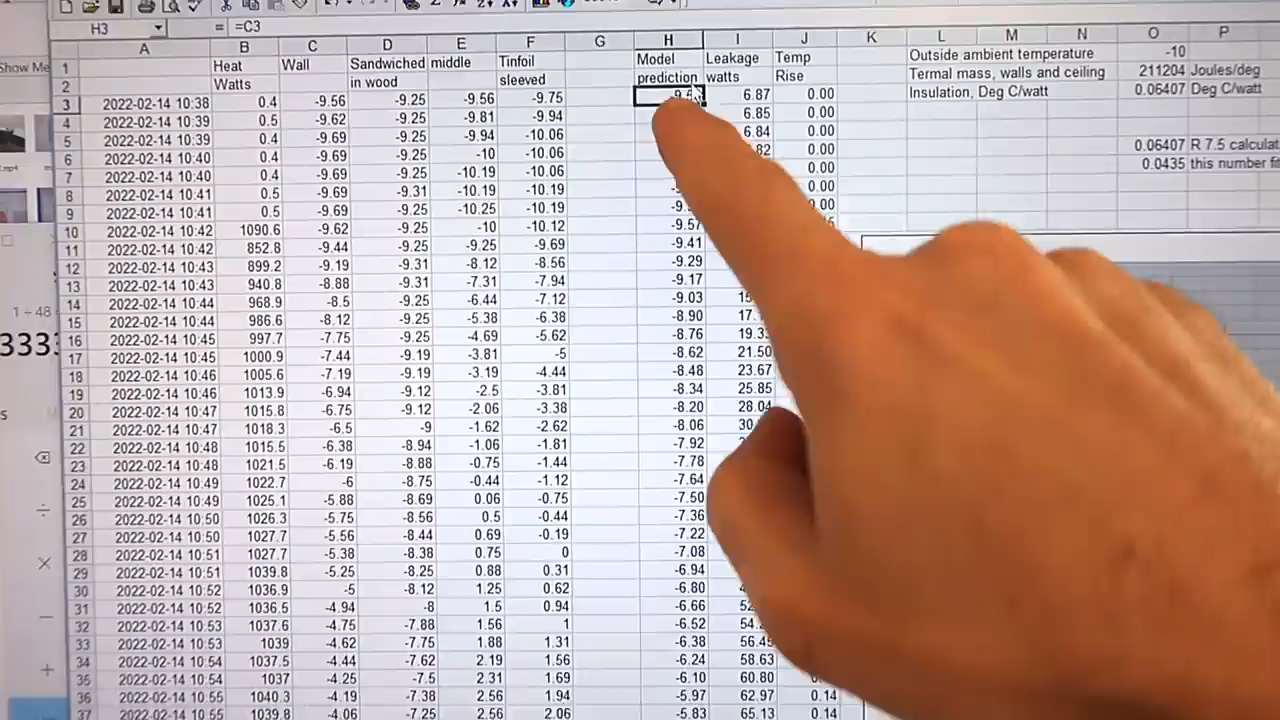 H3 = =C3
A B C D E F G H I J K L M N O P
Show Me
1 Heat Wall Sandwiched middle Tinfoil Model Leakage Temp Outside ambient temperature -10
2 Watts in wood sleeved prediction watts Rise Termal mass, walls and ceiling 211204 Joules/deg
3 2022-02-14 10:38 0.4 -9.56 -9.25 -9.56 -9.75 6.87 0.00 Insulation, Deg C/watt 0.06407 Deg C/watt
4 2022-02-14 10:39 0.5 -9.62 -9.25 -9.81 -9.94 6.85 0.00
5 2022-02-14 10:39 0.4 -9.69 -9.25 -9.94 -10.06 6.84 0.00
6 2022-02-14 10:40 0.4 -9.69 -9.25 -10 -10.06 0.00 0.06407 R 7.5
7 2022-02-14 10:40 0.4 -9.69 -9.25 -10.19 -10.06 0.00 0.0435 this number
8 2022-02-14 10:41 0.5 -9.69 -9.31 -10.19 -10.19 0.00
9 2022-02-14 10:41 0.5 -9.69 -9.25 -10.25 -10.19 0.00
10 2022-02-14 10:42 1090.6 -9.62 -9.25 -10 -10.12 -9.57
11 2022-02-14 10:42 852.8 -9.44 -9.25 -9.25 -9.69 -9.41
12 2022-02-14 10:43 899.2 -9.19 -9.31 -8.12 -8.56 -9.29
13 2022-02-14 10:43 940.8 -8.88 -9.31 -7.31 -7.94 -9.17
14 2022-02-14 10:44 968.9 -8.5 -9.25 -6.44 -7.12 -9.03
15 2022-02-14 10:44 986.6 -8.12 -9.25 -5.38 -6.38 -8.90
16 2022-02-14 10:45 997.7 -7.75 -9.25 -4.69 -5.62 -8.76
17 2022-02-14 10:45 1000.9 -7.44 -9.19 -3.81 -5 -8.62 21.50
18 2022-02-14 10:46 1005.6 -7.19 -9.19 -3.19 -4.44 -8.48 23.67
19 2022-02-14 10:46 1013.9 -6.94 -9.12 -2.5 -3.81 -8.34 25.85
20 2022-02-14 10:47 1015.8 -6.75 -9.12 -2.06 -3.38 -8.20 28.04
21 2022-02-14 10:47 1018.3 -6.5 -9 -1.62 -2.62 -8.06
22 2022-02-14 10:48 1015.5 -6.38 -8.94 -1.06 -1.81 -7.92
23 2022-02-14 10:48 1021.5 -6.19 -8.88 -0.75 -1.44 -7.78
24 2022-02-14 10:49 1022.7 -6 -8.75 -0.44 -1.12 -7.64
25 2022-02-14 10:49 1025.1 -5.88 -8.69 0.06 -0.75 -7.50
26 2022-02-14 10:50 1026.3 -5.75 -8.56 0.5 -0.44 -7.36
27 2022-02-14 10:50 1027.7 -5.56 -8.44 0.69 -0.19 -7.22
28 2022-02-14 10:51 1027.7 -5.38 -8.38 0.75 0 -7.08
29 2022-02-14 10:51 1039.8 -5.25 -8.25 0.88 0.31 -6.94
30 2022-02-14 10:52 1036.9 -5 -8.12 1.25 0.62 -6.80
31 2022-02-14 10:52 1036.5 -4.94 -8 1.5 0.94 -6.66
32 2022-02-14 10:53 1037.6 -4.75 -7.88 1.56 1 -6.52
33 2022-02-14 10:53 1039 -4.62 -7.75 1.88 1.31 -6.38 56.45
34 2022-02-14 10:54 1037.5 -4.44 -7.62 2.19 1.56 -6.24 58.63
35 2022-02-14 10:54 1037 -4.25 -7.5 2.31 1.69 -6.10 60.80
36 2022-02-14 10:55 1040.3 -4.19 -7.38 2.56 1.94 -5.97 62.97 0.14
37 2022-02-14 10:55 1039.8 -4.06 -7.25 2.56 2.06 -5.83 65.13 0.14